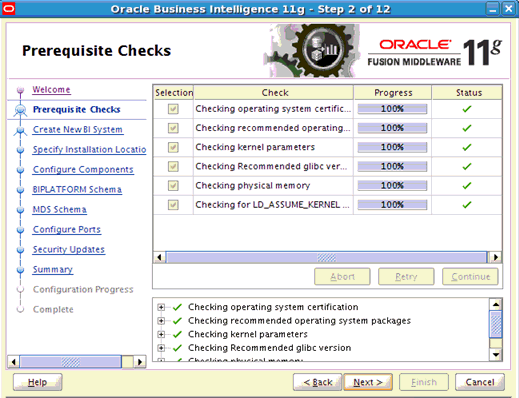 Oracle Business Intelligence 11g - Step 2 of 12
Prerequisite Checks
ORACLE
FUSION MIDDLEWARE 11g
Welcome
Prerequisite Checks
Create New BI System
Specify Installation Locatio
Configure Components
BIPLATFORM Schema
MDS Schema
Configure Ports
Security Updates
Summary
Configuration Progress
Complete
Selection Check Progress Status
Checking operating system certific... 100%
Checking recommended operating... 100%
Checking kernel parameters 100%
Checking Recommended glibc ver... 100%
Checking physical memory 100%
Checking for LD_ASSUME_KERNEL ... 100%
Abort Retry Continue
Checking operating system certification
Checking recommended operating system packages
Checking kernel parameters
Checking Recommended glibc version
Checking physical memory
Help < Back Next > Finish Cancel